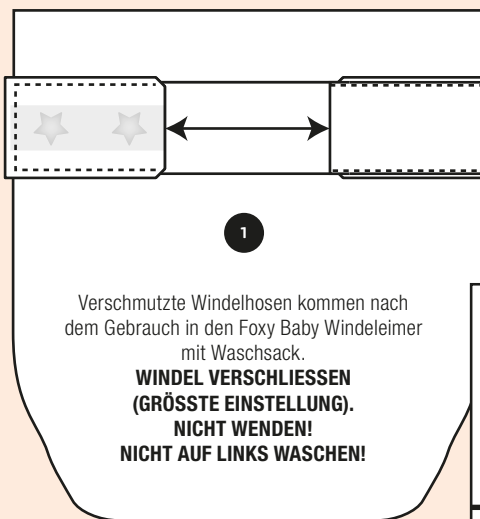 1
Verschmutzte Windelhosen kommen nach
dem Gebrauch in den Foxy Baby Windeleimer
mit Waschsack.
WINDEL VERSCHLIESSEN
(GRÖSSTE EINSTELLUNG).
NICHT WENDEN!
NICHT AUF LINKS WASCHEN!